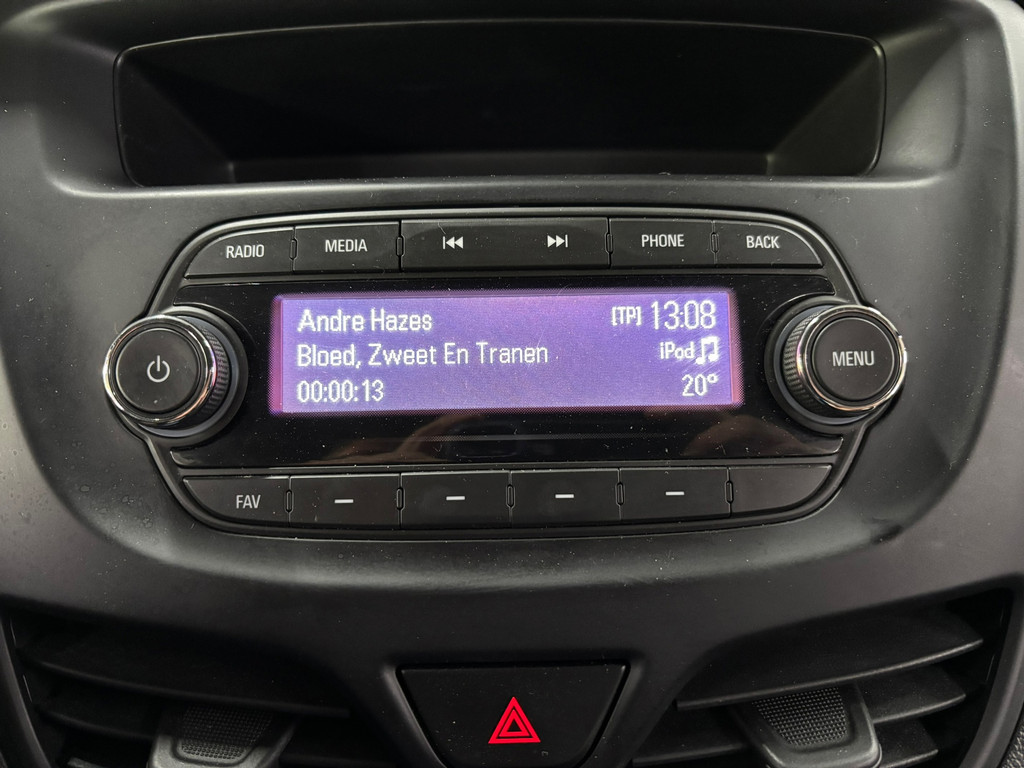 RADIO MEDIA PHONE BACK
Andre Hazes [TP] 13:08
Bloed, Zweet En Tranen iPod
00:00:13 20°
MENU
FAV